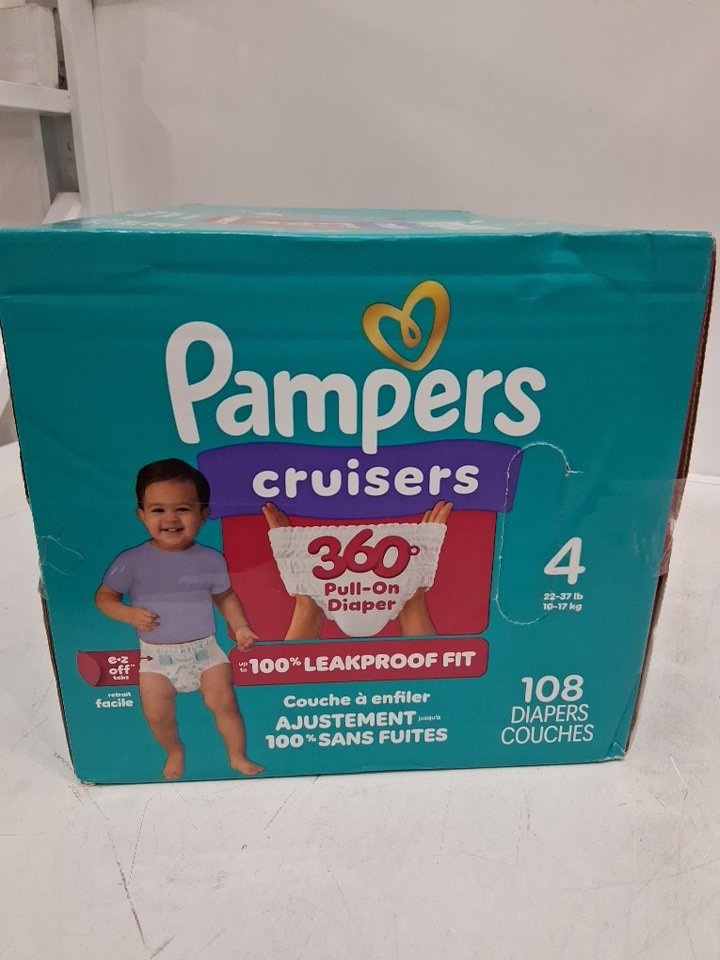 Pampers
cruisers
360°
Pull-On
Diaper
4
22-37 lb
10-17 kg
e-z
off™
tabs
retrait
facile
up to 100% LEAKPROOF FIT
Couche à enfiler
AJUSTEMENT jusqu'à
100% SANS FUITES
108
DIAPERS
COUCHES